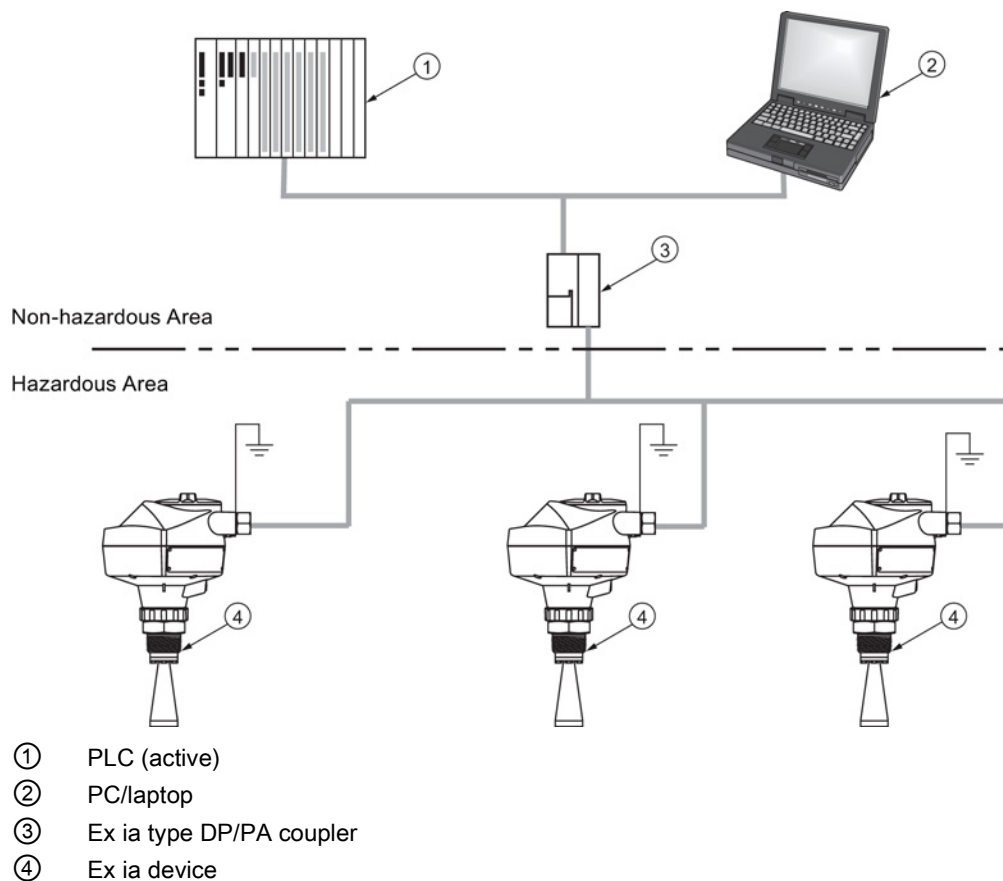 ①
②
③
Non-hazardous Area
Hazardous Area
④ ④ ④
① PLC (active)
② PC/laptop
③ Ex ia type DP/PA coupler
④ Ex ia device